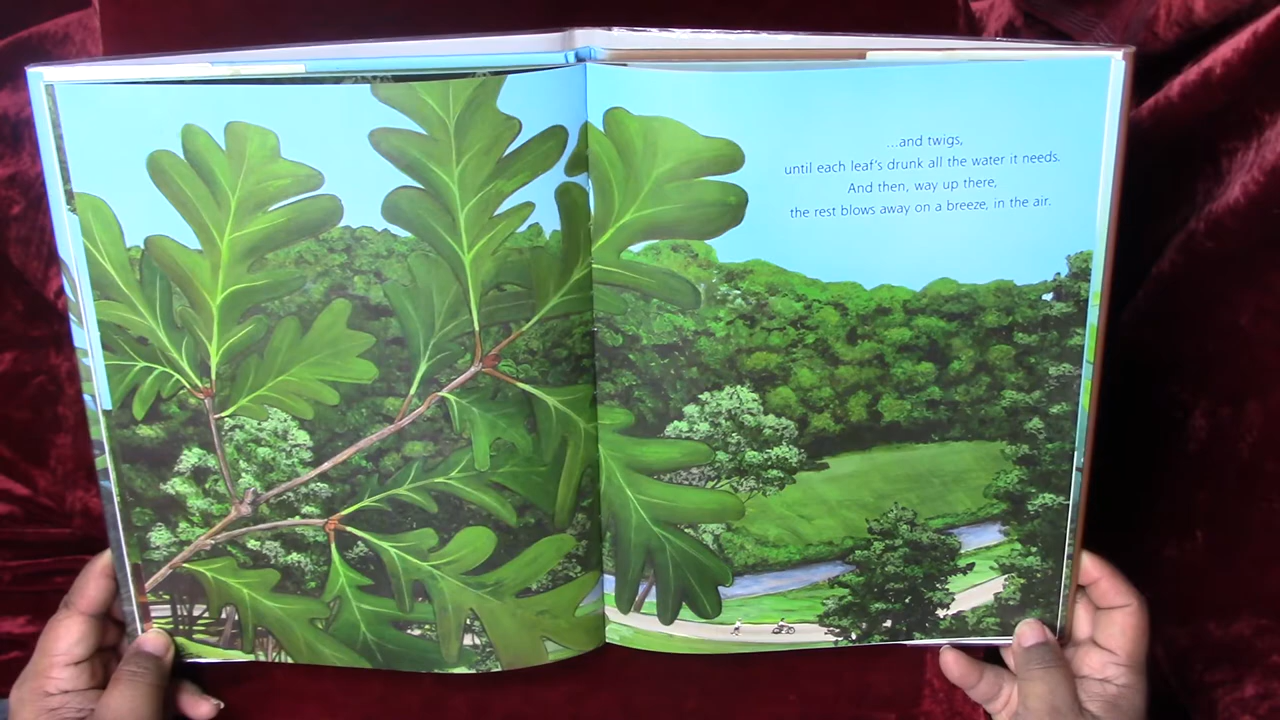 ...and twigs,
until each leaf's drunk all the water it needs.
And then, way up there,
the rest blows away on a breeze, in the air.